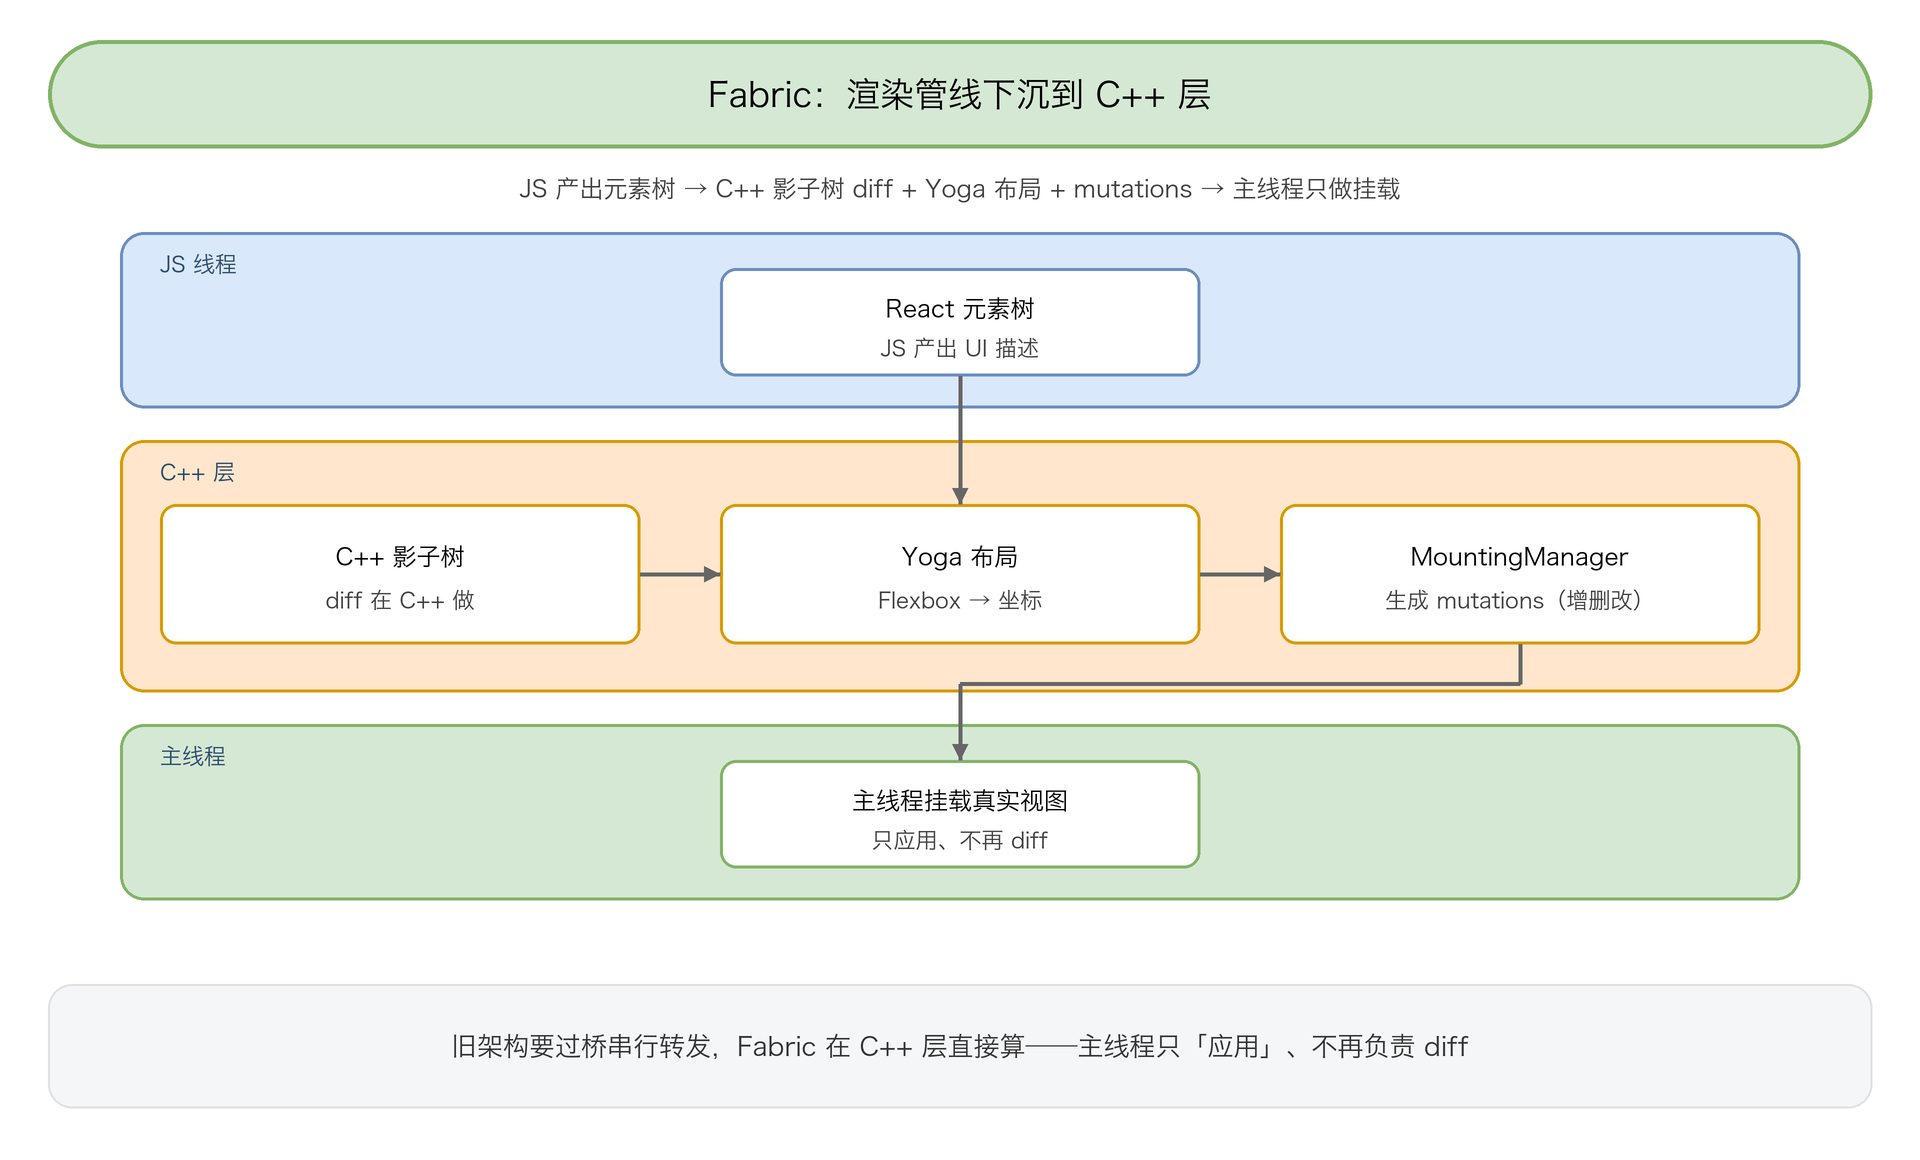 Fabric：渲染管线下沉到 C++ 层
JS 产出元素树 → C++ 影子树 diff + Yoga 布局 + mutations → 主线程只做挂载
JS 线程
React 元素树
JS 产出 UI 描述
C++ 层
C++ 影子树
diff 在 C++ 做
Yoga 布局
Flexbox → 坐标
MountingManager
生成 mutations（增删改）
主线程
主线程挂载真实视图
只应用、不再 diff
旧架构要过桥串行转发，Fabric 在 C++ 层直接算——主线程只「应用」、不再负责 diff